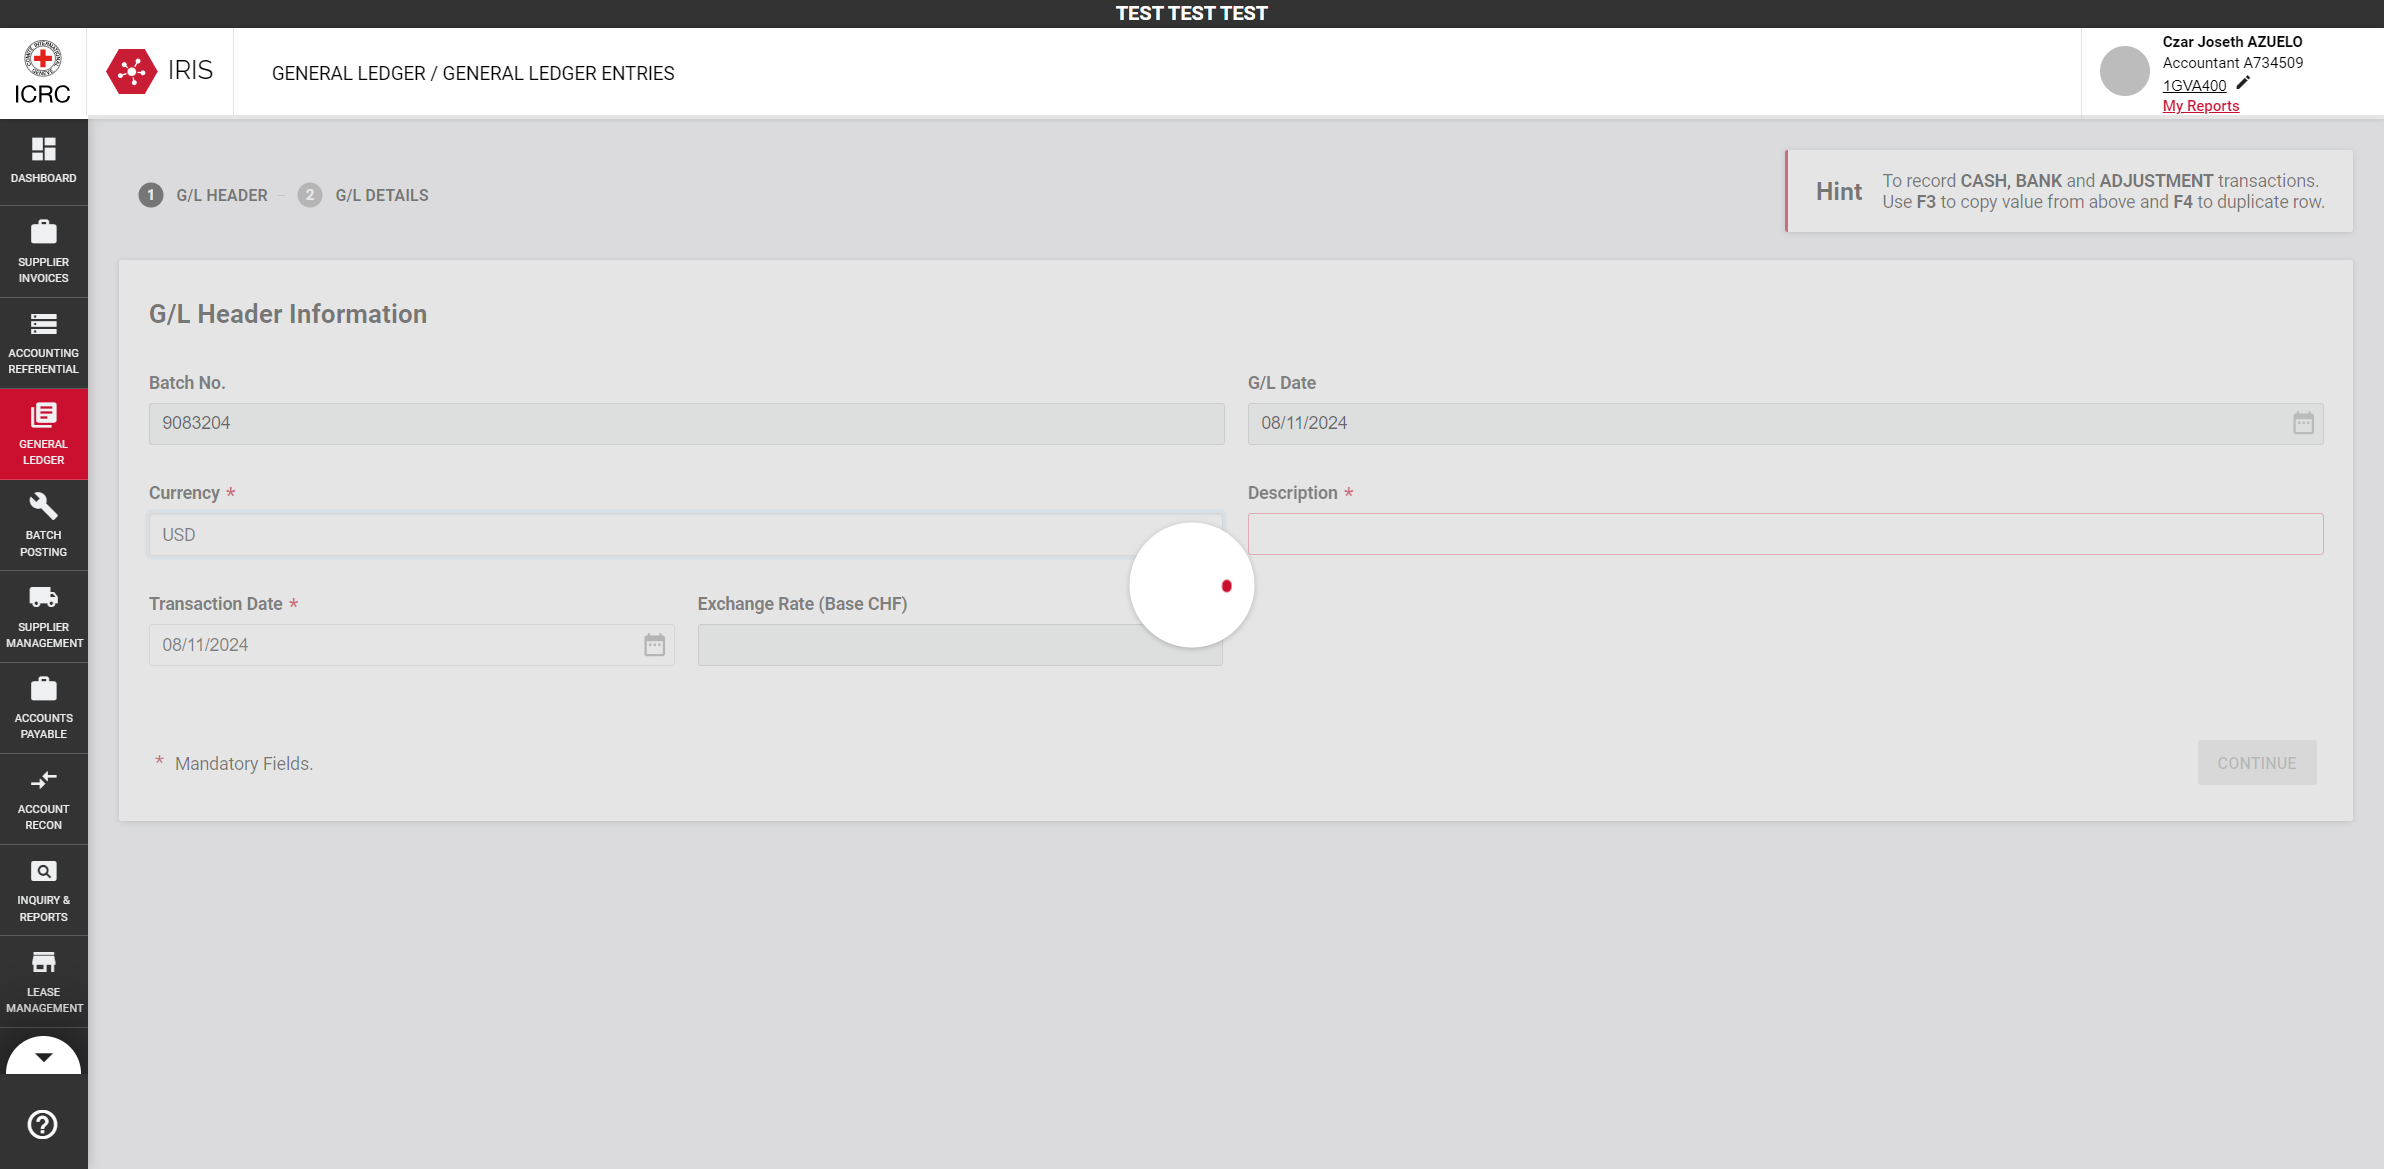 TEST TEST TEST
ICRC
IRIS
GENERAL LEDGER / GENERAL LEDGER ENTRIES
Czar Joseth AZUELO
Accountant A734509
1GVA400
My Reports
DASHBOARD
SUPPLIER
INVOICES
ACCOUNTING
REFERENTIAL
GENERAL
LEDGER
BATCH
POSTING
SUPPLIER
MANAGEMENT
ACCOUNTS
PAYABLE
ACCOUNT
RECON
INQUIRY &
REPORTS
LEASE
MANAGEMENT
1 G/L HEADER – 2 G/L DETAILS
Hint
To record CASH, BANK and ADJUSTMENT transactions.
Use F3 to copy value from above and F4 to duplicate row.
G/L Header Information
Batch No.
9083204
G/L Date
08/11/2024
Currency *
USD
Description *
Transaction Date *
08/11/2024
Exchange Rate (Base CHF)
* Mandatory Fields.
CONTINUE